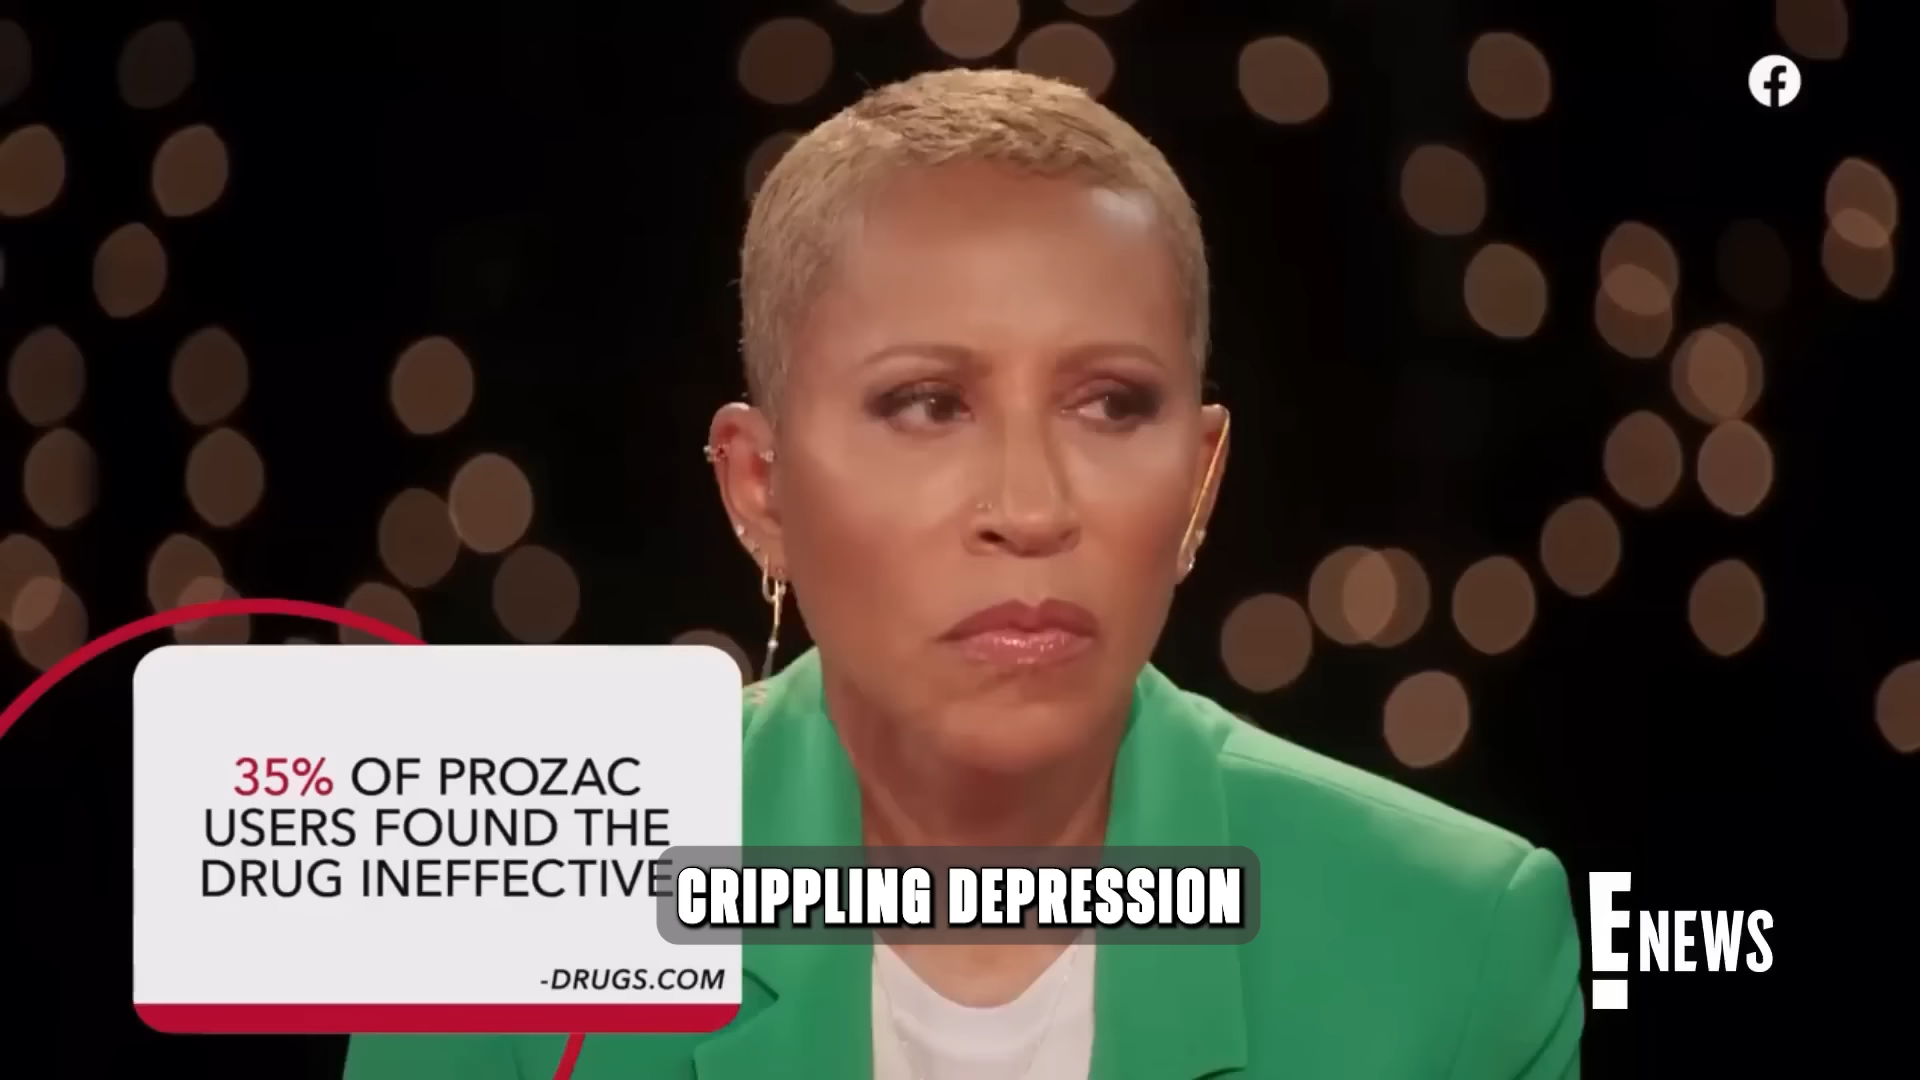 35% OF PROZAC
USERS FOUND THE
DRUG INEFFECTIVE
-DRUGS.COM
CRIPPLING DEPRESSION
E! NEWS